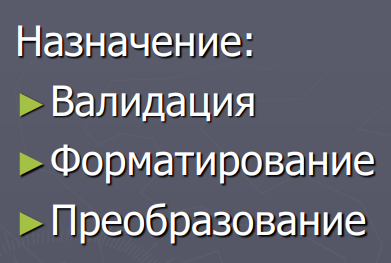 Назначение:
►Валидация
►Форматирование
►Преобразование